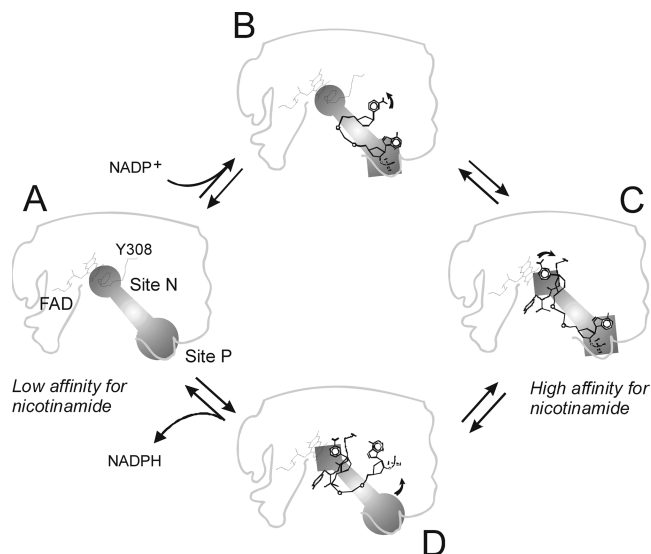 B
NADP+
A
C
Y308
Site N
FAD
Site P
Low affinity for
nicotinamide
High affinity for
nicotinamide
NADPH
D